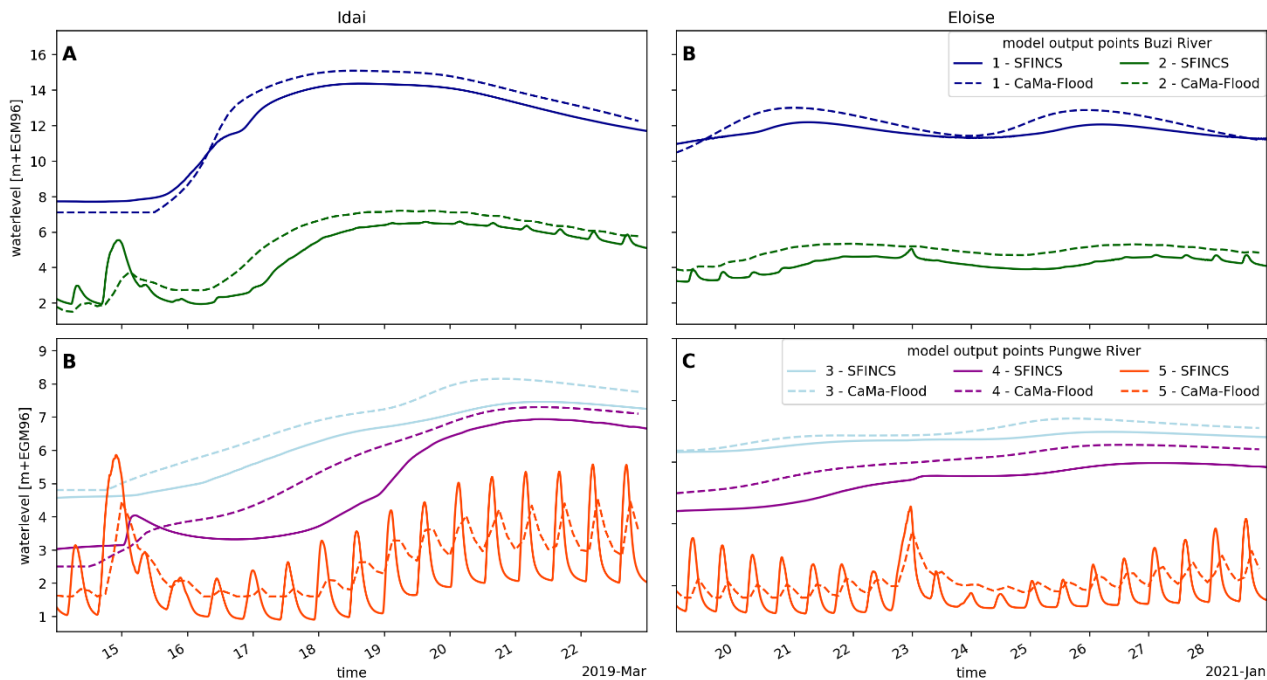 Idai
Eloise
A
B
model output points Buzi River
1 - SFINCS
2 - SFINCS
1 - CaMa-Flood
2 - CaMa-Flood
waterlevel [m+EGM96]
16
14
12
10
8
6
4
2
B
C
model output points Pungwe River
3 - SFINCS
4 - SFINCS
5 - SFINCS
3 - CaMa-Flood
4 - CaMa-Flood
5 - CaMa-Flood
waterlevel [m+EGM96]
9
8
7
6
5
4
3
2
1
15 16 17 18 19 20 21 22
20 21 22 23 24 25 26 27 28
time
2019-Mar
time
2021-Jan